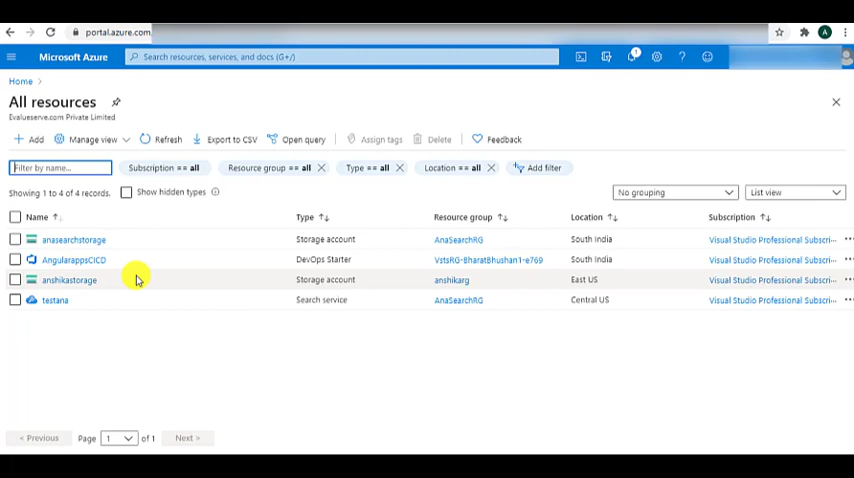 portal.azure.com
Microsoft Azure Search resources, services, and docs (G+/) 1 A
Home >
All resources
Evalueserve.com Private Limited
Add Manage view Refresh Export to CSV Open query Assign tags Delete Feedback
Filter by name... Subscription == all Resource group == all Type == all Location == all Add filter
Showing 1 to 4 of 4 records. Show hidden types No grouping List view
Name Type Resource group Location Subscription
anasearchstorage Storage account AnaSearchRG South India Visual Studio Professional Subscri...
AngularappsCICD DevOps Starter VstsRG-BharatBhushan1-e769 South India Visual Studio Professional Subscri...
anshikastorage Storage account anshikarg East US Visual Studio Professional Subscri...
testana Search service AnaSearchRG Central US Visual Studio Professional Subscri...
< Previous Page 1 of 1 Next >